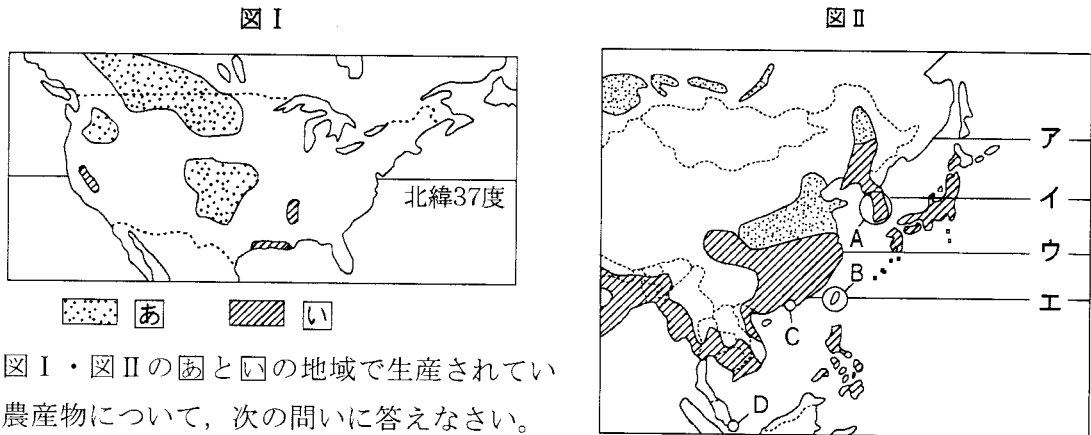 図Ⅰ
図Ⅱ
北緯37度
あ
い
ア
イ
ウ
エ
A
B
C
D
図Ⅰ・図Ⅱのあといの地域で生産されてい
農産物について，次の問いに答えなさい。